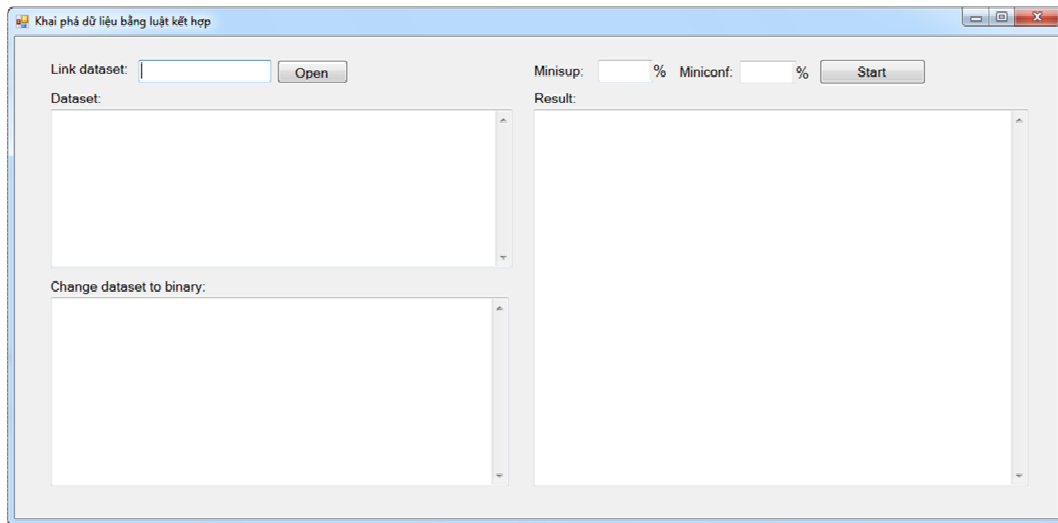 Khai phá dữ liệu bằng luật kết hợp
Link dataset: Open
Minisup: % Miniconf: % Start
Dataset:
Result:
Change dataset to binary: